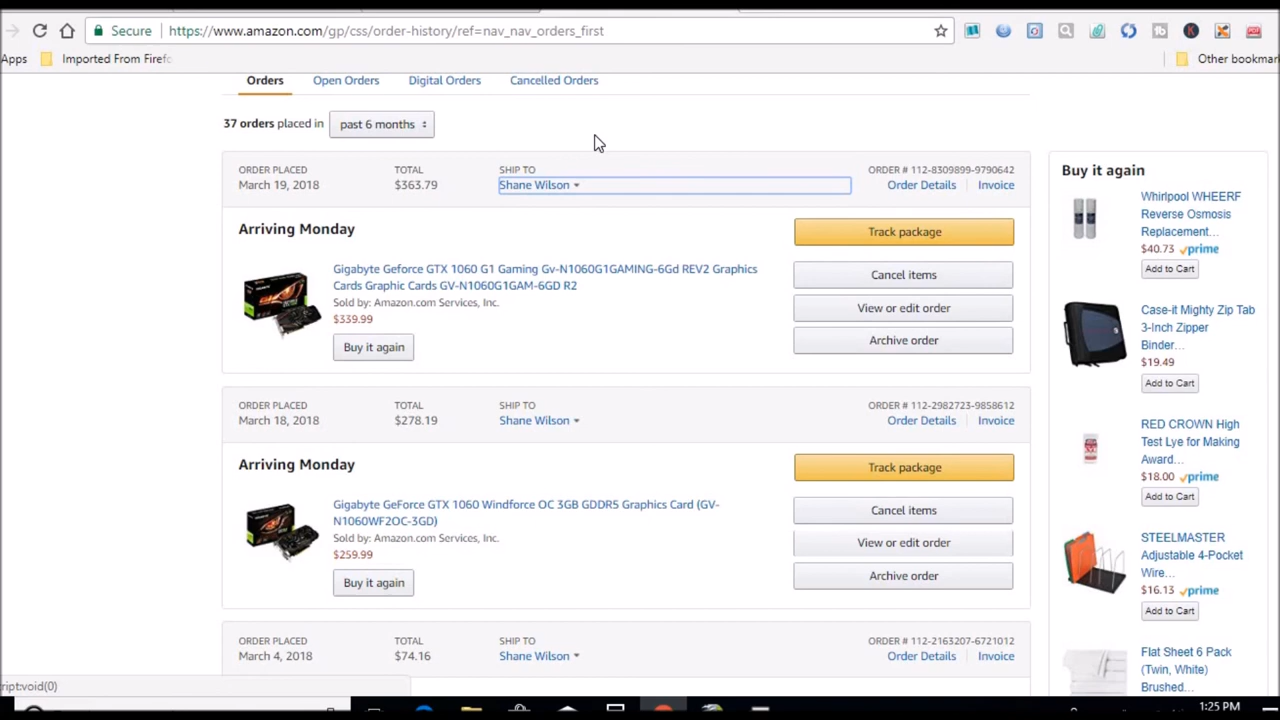 Secure
https://www.amazon.com/gp/css/order-history/ref=nav_nav_orders_first
Apps
Imported From Firefo
Other bookmar
Orders
Open Orders
Digital Orders
Cancelled Orders
37 orders placed in past 6 months
ORDER PLACED
March 19, 2018
TOTAL
$363.79
SHIP TO
Shane Wilson
ORDER # 112-8309899-9790642
Order Details
Invoice
Arriving Monday
Gigabyte Geforce GTX 1060 G1 Gaming Gv-N1060G1GAMING-6Gd REV2 Graphics
Cards Graphic Cards GV-N1060G1GAM-6GD R2
Sold by: Amazon.com Services, Inc.
$339.99
Buy it again
Track package
Cancel items
View or edit order
Archive order
ORDER PLACED
March 18, 2018
TOTAL
$278.19
SHIP TO
Shane Wilson
ORDER # 112-2982723-9858612
Order Details
Invoice
Arriving Monday
Gigabyte GeForce GTX 1060 Windforce OC 3GB GDDR5 Graphics Card (GV-
N1060WF2OC-3GD)
Sold by: Amazon.com Services, Inc.
$259.99
Buy it again
Track package
Cancel items
View or edit order
Archive order
ORDER PLACED
March 4, 2018
TOTAL
$74.16
SHIP TO
Shane Wilson
ORDER # 112-2163207-6721012
Order Details
Invoice
Buy it again
Whirlpool WHEERF
Reverse Osmosis
Replacement...
$40.73 prime
Add to Cart
Case-it Mighty Zip Tab
3-Inch Zipper
Binder...
$19.49
Add to Cart
RED CROWN High
Test Lye for Making
Award...
$18.00 prime
Add to Cart
STEELMASTER
Adjustable 4-Pocket
Wire...
$16.13 prime
Add to Cart
Flat Sheet 6 Pack
(Twin, White)
Brushed...
ript:void(0)
1:25 PM